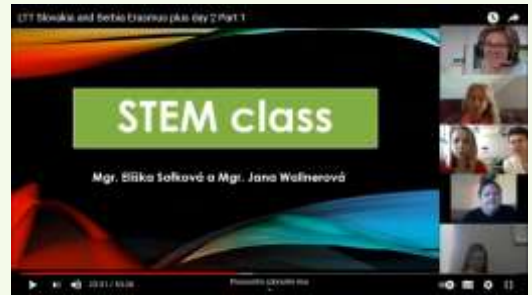 LTT Slovakia and Serbia Erasmus plus day 2 Part 1
STEM class
Mgr. Eliška Sofková a Mgr. Jana Wallnerová